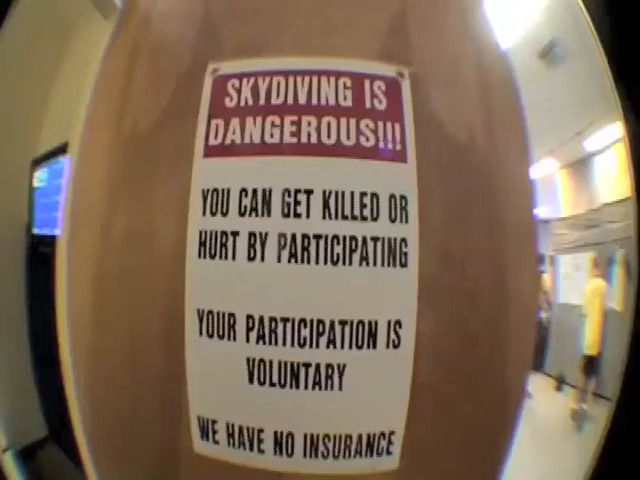 SKYDIVING IS
DANGEROUS!!!
YOU CAN GET KILLED OR
HURT BY PARTICIPATING
YOUR PARTICIPATION IS
VOLUNTARY
WE HAVE NO INSURANCE